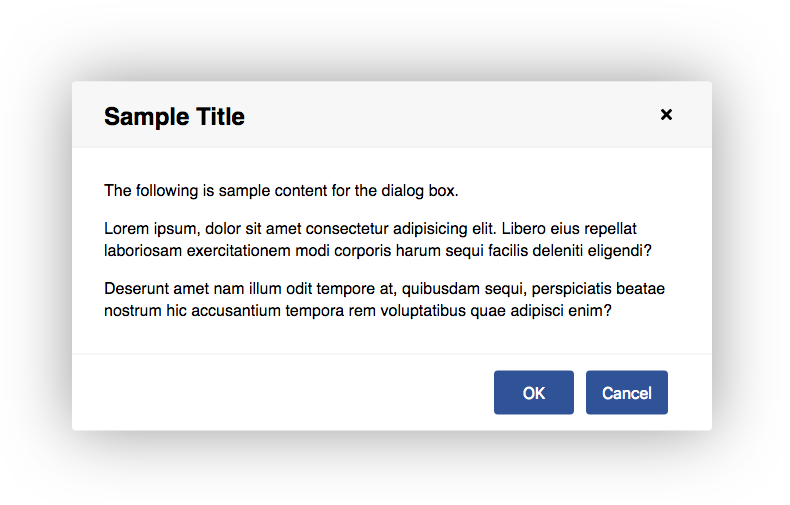 Sample Title
The following is sample content for the dialog box.
Lorem ipsum, dolor sit amet consectetur adipisicing elit. Libero eius repellat
laboriosam exercitationem modi corporis harum sequi facilis deleniti eligendi?
Deserunt amet nam illum odit tempore at, quibusdam sequi, perspiciatis beatae
nostrum hic accusantium tempora rem voluptatibus quae adipisci enim?
OK Cancel